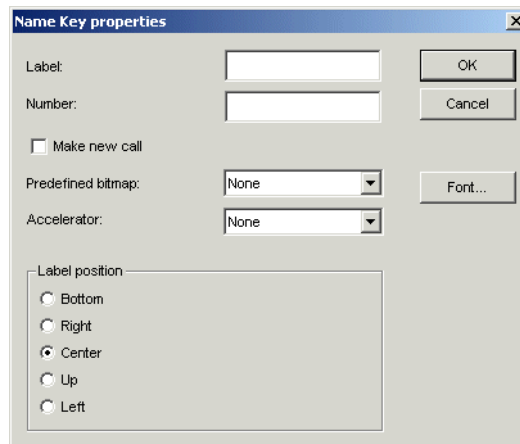 Name Key properties
Label:
OK
Number:
Cancel
Make new call
Predefined bitmap:
None
Font...
Accelerator:
None
Label position
Bottom
Right
Center
Up
Left